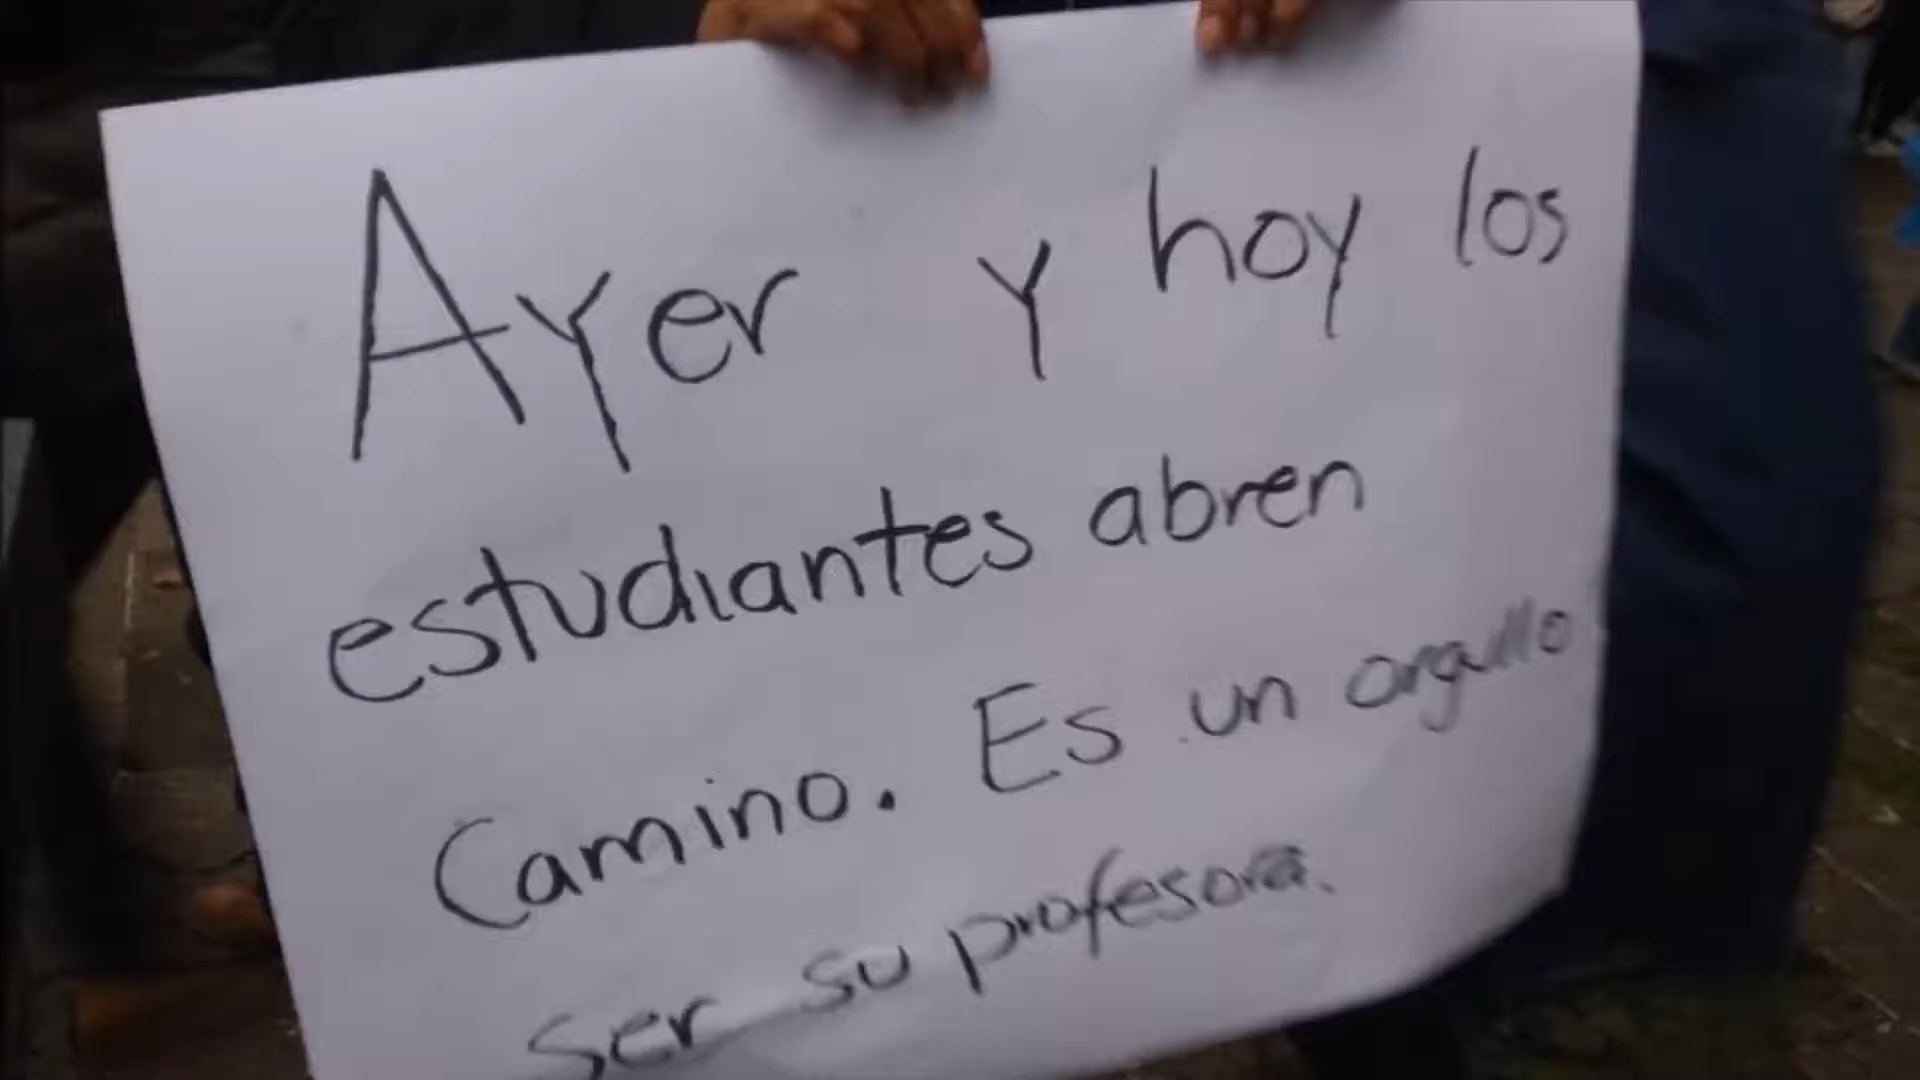 Ayer y hoy los
estudiantes abren
Camino. Es un orgullo
ser su profesora.